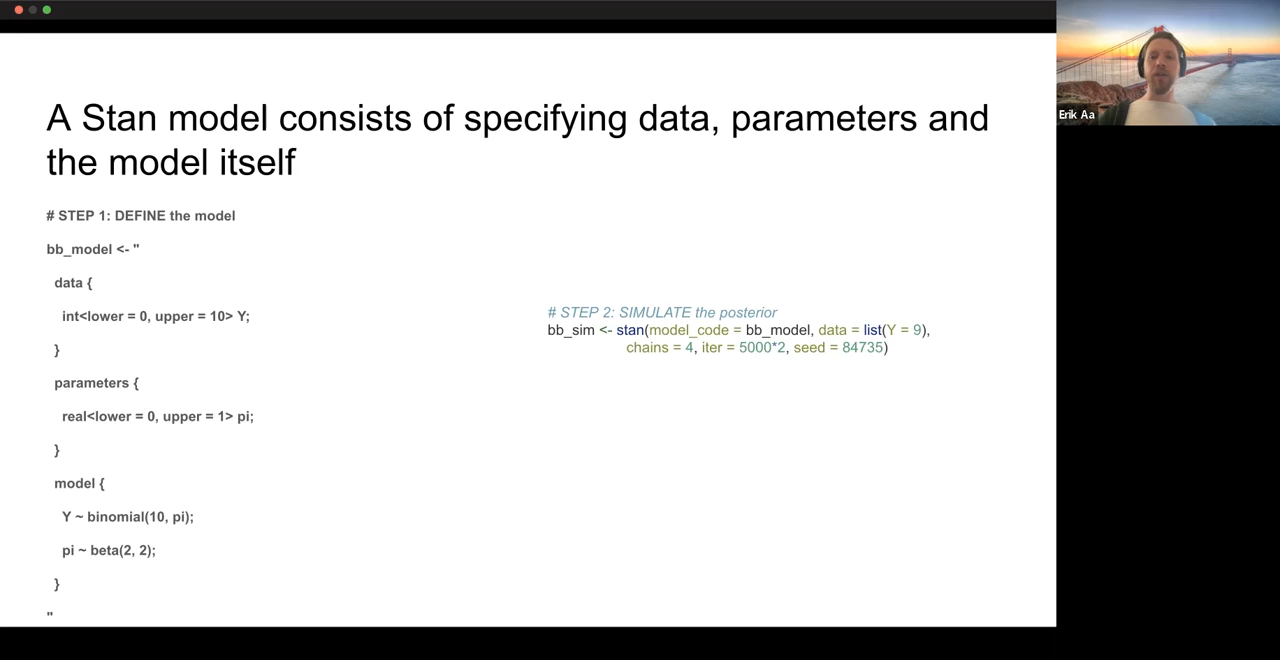 A Stan model consists of specifying data, parameters and
the model itself
# STEP 1: DEFINE the model
bb_model <- "
data {
int<lower = 0, upper = 10> Y;
}
parameters {
real<lower = 0, upper = 1> pi;
}
model {
Y ~ binomial(10, pi);
pi ~ beta(2, 2);
}
"
# STEP 2: SIMULATE the posterior
bb_sim <- stan(model_code = bb_model, data = list(Y = 9),
chains = 4, iter = 5000*2, seed = 84735)
Erik Aa